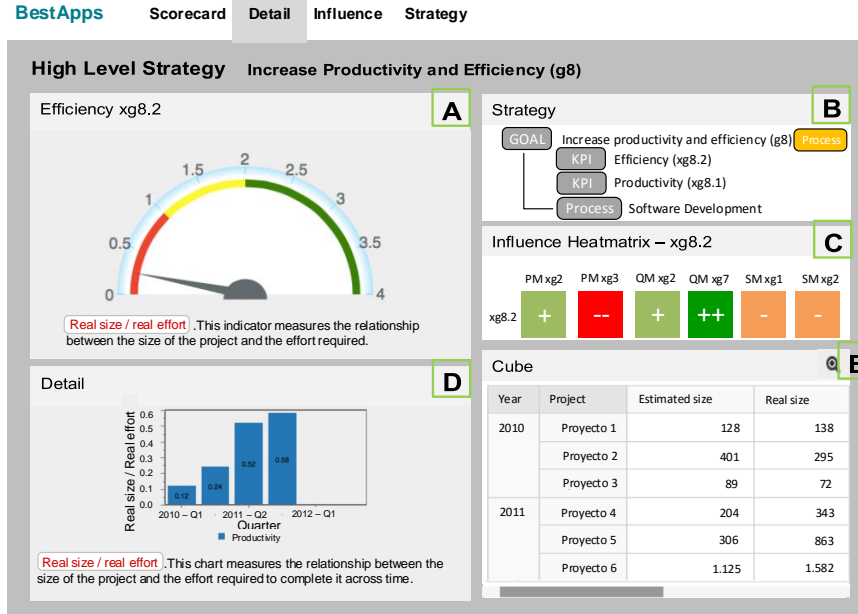 BestApps Scorecard Detail Influence Strategy
High Level Strategy Increase Productivity and Efficiency (g8)
Efficiency xg8.2 A
0 0.5 1 1.5 2 2.5 3 3.5 4
Real size / real effort .This indicator measures the relationship
between the size of the project and the effort required.
Strategy B
GOAL Increase productivity and efficiency (g8) Process
KPI Efficiency (xg8.2)
KPI Productivity (xg8.1)
Process Software Development
Influence Heatmatrix – xg8.2 C
PM xg2 PM xg3 QM xg2 QM xg7 SM xg1 SM xg2
xg8.2 + -- + ++ - -
Detail D
Real size / Real effort
0.6
0.5
0.4
0.3
0.2
0.1
0.0
0.12 0.24 0.52 0.58
2010 – Q1 2011 – Q2 2012 – Q1
Quarter
Productivity
Real size / real effort .This chart measures the relationship between the
size of the project and the effort required to complete it across time.
Cube
Year Project Estimated size Real size
2010 Proyecto 1 128 138
Proyecto 2 401 295
Proyecto 3 89 72
2011 Proyecto 4 204 343
Proyecto 5 306 863
Proyecto 6 1.125 1.582